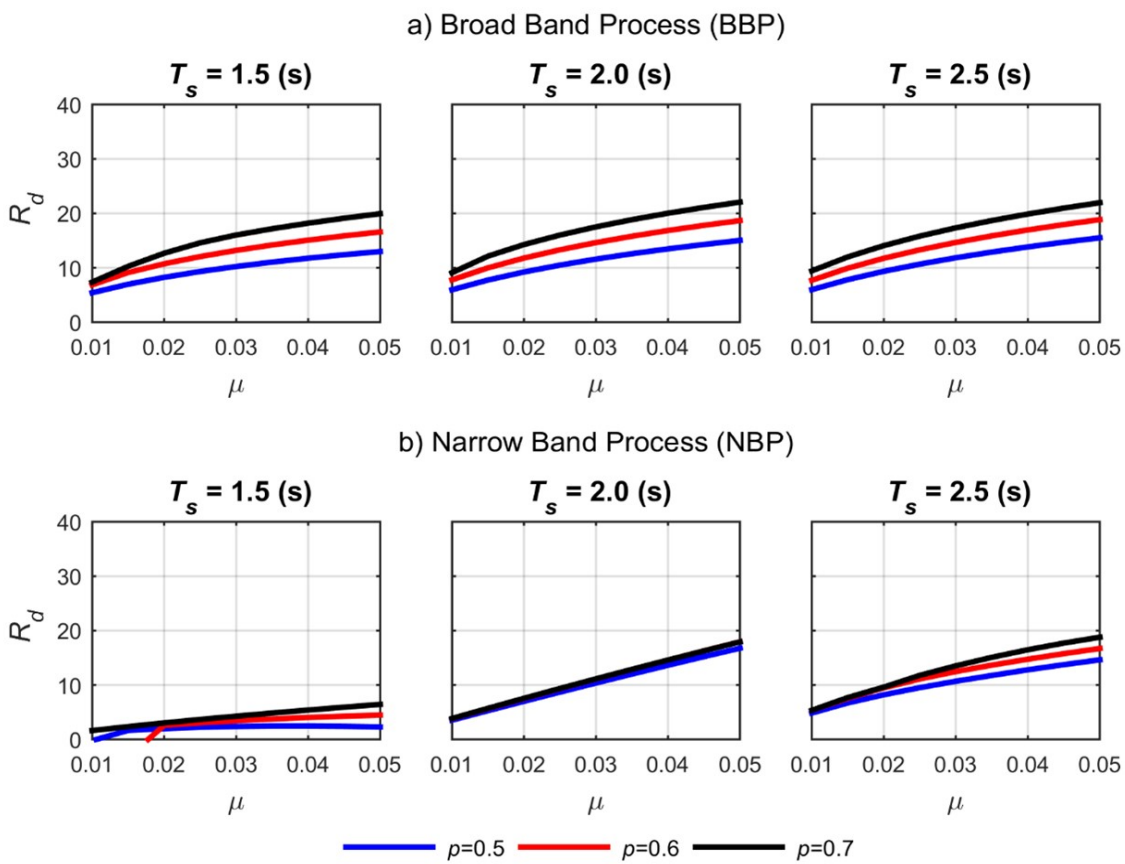 a) Broad Band Process (BBP)
T_s = 1.5 (s) T_s = 2.0 (s) T_s = 2.5 (s)
40
30
20
10
0
R_d
0.01 0.02 0.03 0.04 0.05 0.01 0.02 0.03 0.04 0.05 0.01 0.02 0.03 0.04 0.05
μ μ μ
b) Narrow Band Process (NBP)
T_s = 1.5 (s) T_s = 2.0 (s) T_s = 2.5 (s)
40
30
20
10
0
R_d
0.01 0.02 0.03 0.04 0.05 0.01 0.02 0.03 0.04 0.05 0.01 0.02 0.03 0.04 0.05
μ μ μ
p=0.5 p=0.6 p=0.7